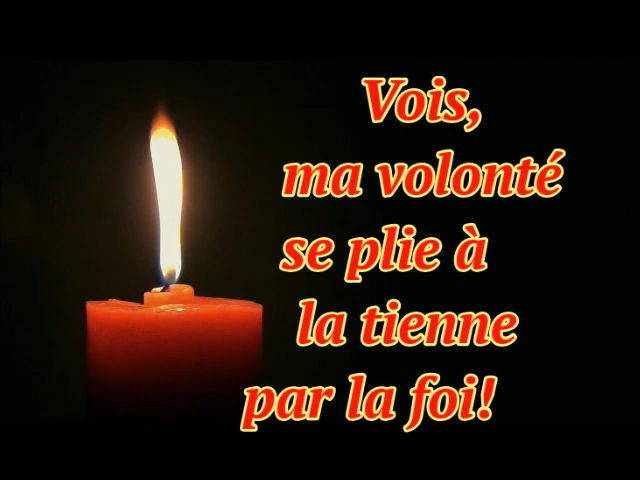 Vois,
ma volonté
se plie à
la tienne
par la foi!